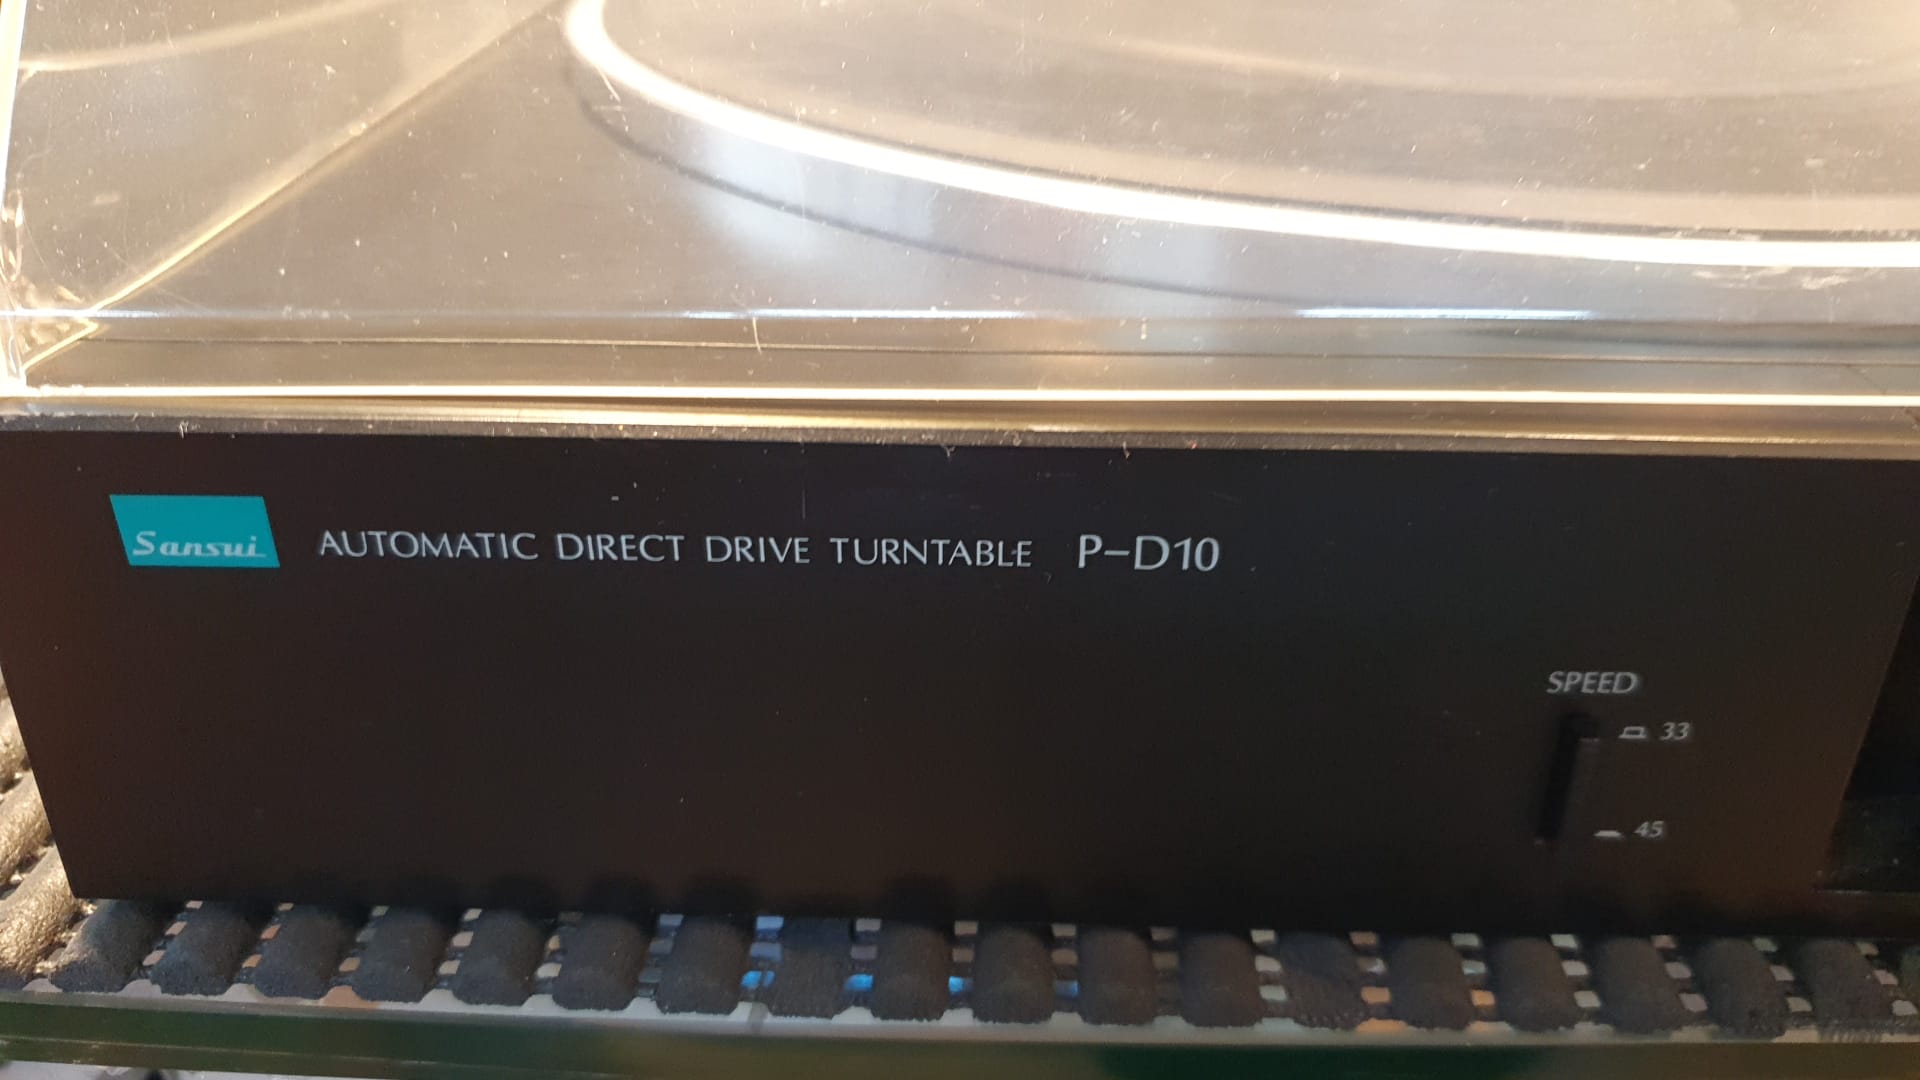 Sansui AUTOMATIC DIRECT DRIVE TURNTABLE P-D10
SPEED
33
45